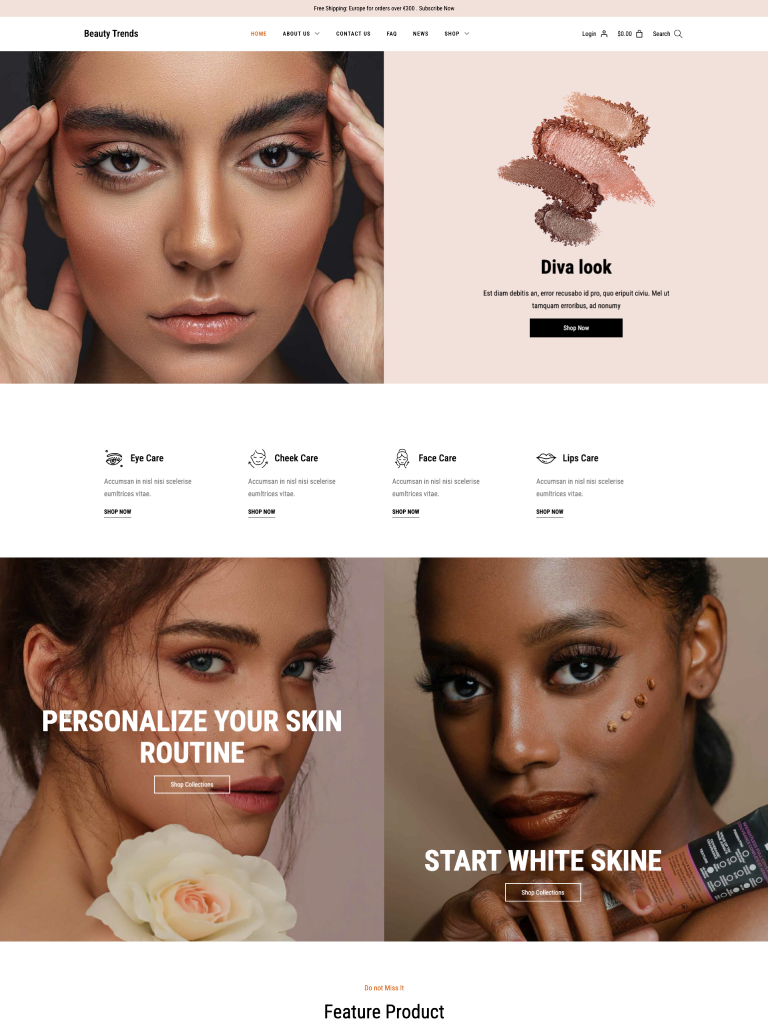 Free Shipping: Europe for orders over €300 . Subscribe Now
Beauty Trends
HOME
ABOUT US
CONTACT US
FAQ
NEWS
SHOP
Login
$0.00
Search
Diva look
Est diam debitis an, error recusabo id pro, quo eripuit civiu. Mel ut
tamquam erroribus, ad nonumy
Shop Now
Eye Care
Accumsan in nisl nisi scelerise
eumltrices vitae.
SHOP NOW
Cheek Care
Accumsan in nisl nisi scelerise
eumltrices vitae.
SHOP NOW
Face Care
Accumsan in nisl nisi scelerise
eumltrices vitae.
SHOP NOW
Lips Care
Accumsan in nisl nisi scelerise
eumltrices vitae.
SHOP NOW
PERSONALIZE YOUR SKIN
ROUTINE
Shop Collections
START WHITE SKINE
Shop Collections
Do not Miss It
Feature Product